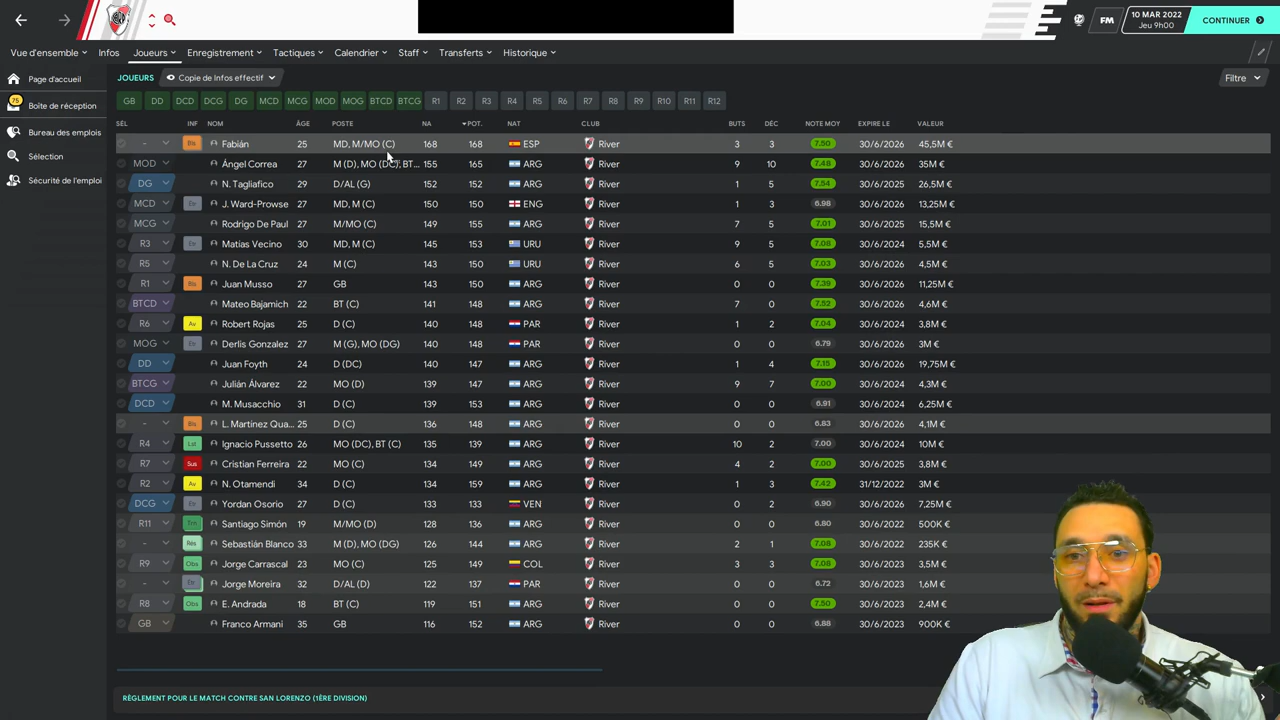 FM
10 MAR 2022
Jeu 9h00
CONTINUER
Vue d'ensemble Infos Joueurs Enregistrement Tactiques Calendrier Staff Transferts Historique
Page d'accueil
75 Boîte de réception
Bureau des emplois
Sélection
Sécurité de l'emploi
JOUEURS Copie de Infos effectif Filtre
GB DD DCD DCG DG MCD MCG MOD MOG BTCD BTCG R1 R2 R3 R4 R5 R6 R7 R8 R9 R10 R11 R12
SÉL INF NOM ÂGE POSTE NA POT. NAT CLUB BUTS DÉC NOTE MOY EXPIRE LE VALEUR
- Bls Fabián 25 MD, M/MO (C) 168 168 ESP River 3 3 7.50 30/6/2026 45,5M €
MOD Ángel Correa 27 M (D), MO (DC), BT... 155 165 ARG River 9 10 7.48 30/6/2026 35M €
DG N. Tagliafico 29 D/AL (G) 152 152 ARG River 1 5 7.54 30/6/2025 26,5M €
MCD Etr J. Ward-Prowse 27 MD, M (C) 150 150 ENG River 1 3 6.98 30/6/2026 13,25M €
MCG Rodrigo De Paul 27 M/MO (C) 149 155 ARG River 7 5 7.01 30/6/2025 15,5M €
R3 Etr Matías Vecino 30 MD, M (C) 145 153 URU River 9 5 7.08 30/6/2024 5,5M €
R5 N. De La Cruz 24 M (C) 143 150 URU River 6 5 7.03 30/6/2026 4,5M €
R1 Bls Juan Musso 27 GB 143 150 ARG River 0 0 7.39 30/6/2026 11,25M €
BTCD Mateo Bajamich 22 BT (C) 141 148 ARG River 7 0 7.52 30/6/2026 4,6M €
R6 Av Robert Rojas 25 D (C) 140 148 PAR River 1 2 7.04 30/6/2024 3,8M €
MOG Etr Derlis Gonzalez 27 M (G), MO (DG) 140 148 PAR River 0 0 6.79 30/6/2026 3M €
DD Juan Foyth 24 D (DC) 140 147 ARG River 1 4 7.15 30/6/2026 19,75M €
BTCG Julián Álvarez 22 MO (D) 139 147 ARG River 9 7 7.00 30/6/2024 4,3M €
DCD M. Musacchio 31 D (C) 139 153 ARG River 0 0 6.91 30/6/2024 6,25M €
- Bls L. Martínez Qua... 25 D (C) 136 148 ARG River 0 0 6.83 30/6/2023 4,1M €
R4 Lat Ignacio Pussetto 26 MO (DC), BT (C) 135 139 ARG River 10 2 7.00 30/6/2024 10M €
R7 Sus Cristian Ferreira 22 MO (C) 134 149 ARG River 4 2 7.00 30/6/2025 3,8M €
R2 Av N. Otamendi 34 D (C) 134 159 ARG River 1 3 7.42 31/12/2022 3M €
DCG Etr Yordan Osorio 27 D (C) 133 133 VEN River 0 2 6.90 30/6/2023 7,25M €
R11 Trn Santiago Simón 19 M/MO (D) 128 136 ARG River 0 0 6.80 30/6/2022 500K €
- Rés Sebastián Blanco 33 M (D), MO (DG) 126 144 ARG River 2 1 7.08 30/6/2022 235K €
R9 Obs Jorge Carrascal 23 MO (C) 125 149 COL River 3 3 7.08 30/6/2023 3,5M €
- Etr Jorge Moreira 32 D/AL (D) 122 137 PAR River 0 0 6.72 30/6/2023 1,6M €
R8 Obs E. Andrada 18 BT (C) 119 151 ARG River 0 0 7.50 30/6/2023 2,4M €
GB Franco Armani 35 GB 116 152 ARG River 0 0 6.88 30/6/2023 900K €
RÈGLEMENT POUR LE MATCH CONTRE SAN LORENZO (1ÈRE DIVISION)